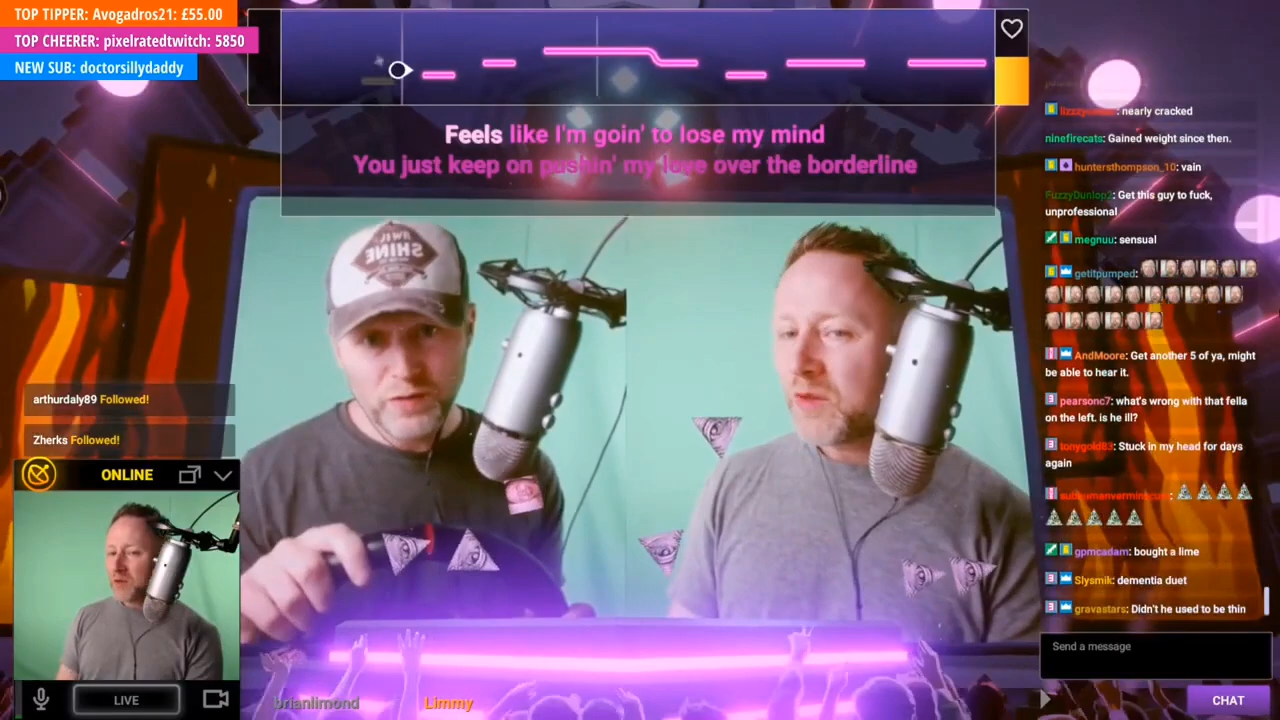 TOP TIPPER: Avogadros21: £55.00
TOP CHEERER: pixelratedtwitch: 5850
NEW SUB: doctorsillydaddy
Feels like I'm goin' to lose my mind
You just keep on pushin' my love over the borderline
SHINE
arthurdaly89 Followed!
Zherks Followed!
ONLINE
LIVE
brianlimond
Limmy
nearly cracked
ninefirecats: Gained weight since then.
huntersthompson_10: vain
FuzzyDunlop2: Get this guy to fuck,
unprofessional
megnuu: sensual
getitpumped:
AndMoore: Get another 5 of ya, might
be able to hear it.
pearsonc7: what's wrong with that fella
on the left. is he ill?
tonygold83: Stuck in my head for days
again
gpmcadam: bought a lime
Slysmik: dementia duet
gravastars: Didn't he used to be thin
Send a message
CHAT